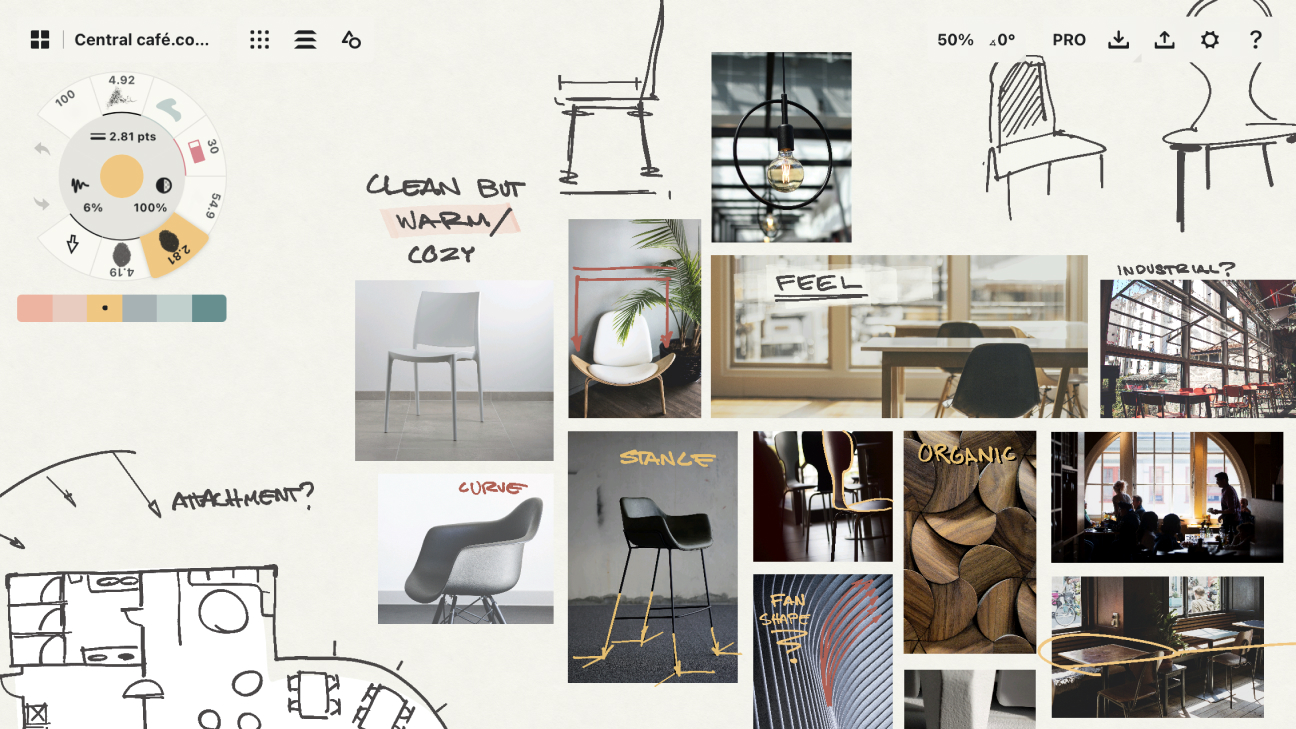 Central café.co...
50%
0°
PRO
?
4.92
100
30
54.9
2.81
4.19
2.81 pts
6%
100%
CLEAN BUT
WARM/
COZY
FEEL
INDUSTRIAL?
STANCE
ORGANIC
CURVE
ATTACHMENT?
FAN
SHAPE